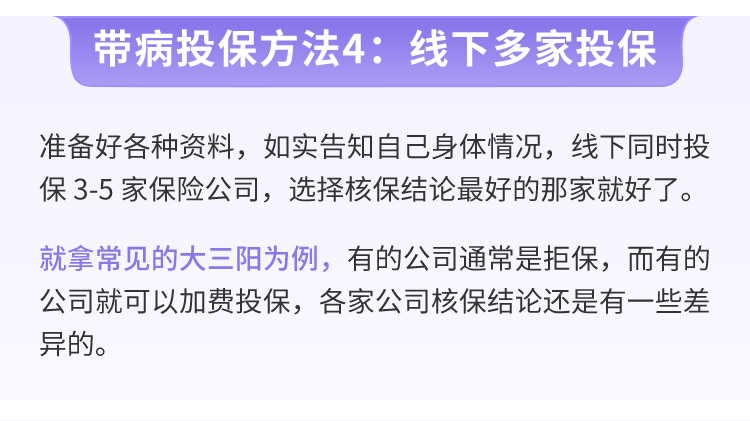 带病投保方法4：线下多家投保
准备好各种资料，如实告知自己身体情况，线下同时投
保 3-5 家保险公司，选择核保结论最好的那家就好了。
就拿常见的大三阳为例，有的公司通常是拒保，而有的
公司就可以加费投保，各家公司核保结论还是有一些差
异的。